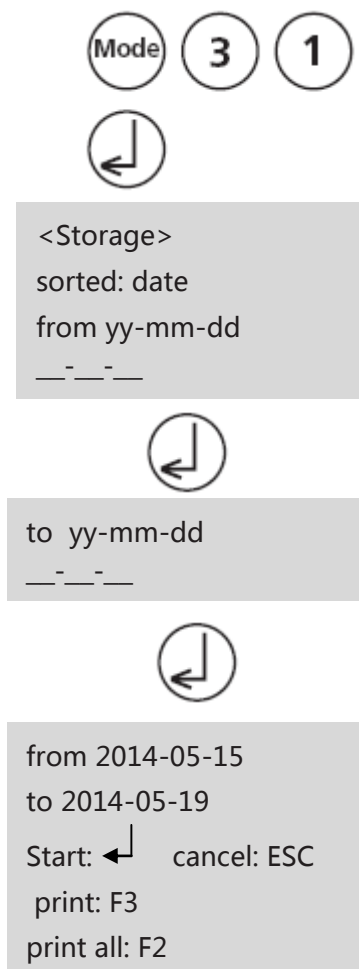 Mode 3 1
<Storage>
sorted: date
from yy-mm-dd
__-__-__
to yy-mm-dd
__-__-__
from 2014-05-15
to 2014-05-19
Start: cancel: ESC
print: F3
print all: F2